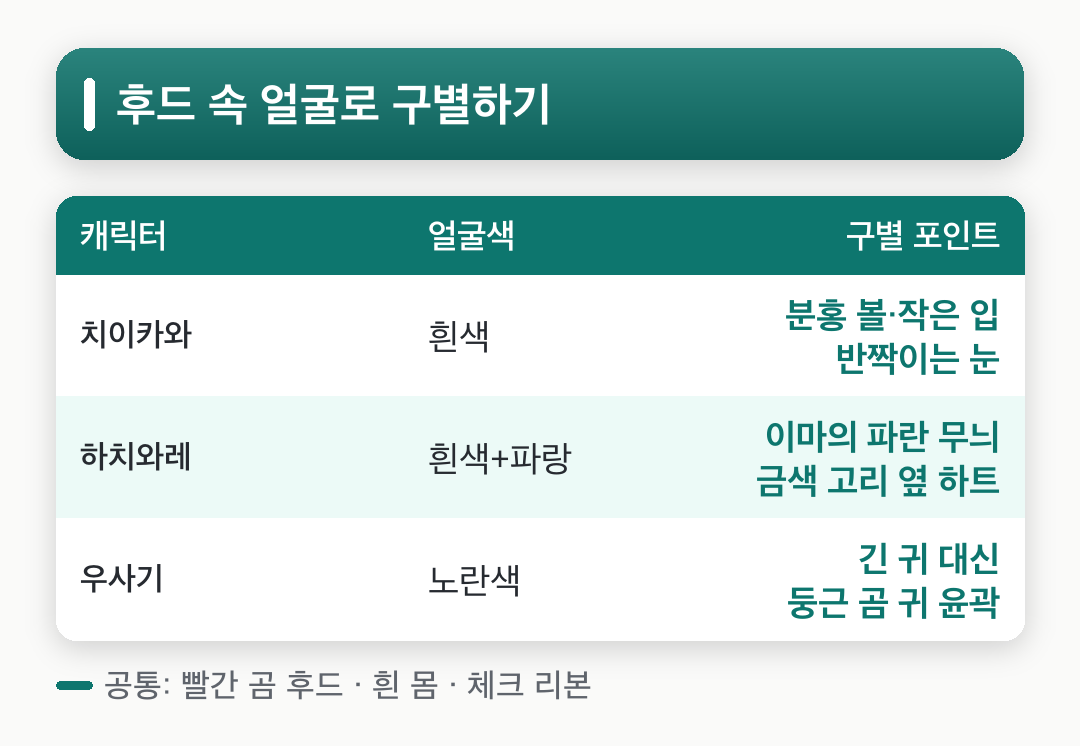 후드 속 얼굴로 구별하기
캐릭터 얼굴색 구별 포인트
치이카와 흰색 분홍 볼·작은 입
반짝이는 눈
하치와레 흰색+파랑 이마의 파란 무늬
금색 고리 옆 하트
우사기 노란색 긴 귀 대신
둥근 곰 귀 윤곽
공통: 빨간 곰 후드 · 흰 몸 · 체크 리본